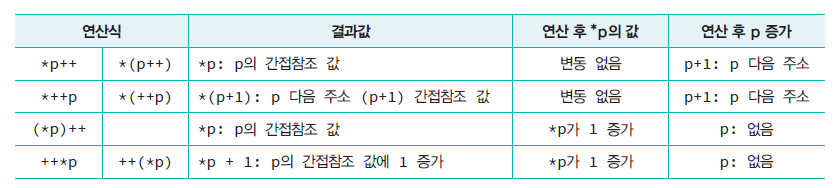 연산식 결과값 연산 후 *p의 값 연산 후 p 증가
*p++ *(p++) *p: p의 간접참조 값 변동 없음 p+1: p 다음 주소
*++p *(++p) *(p+1): p 다음 주소 (p+1) 간접참조 값 변동 없음 p+1: p 다음 주소
(*p)++ *p: p의 간접참조 값 *p가 1 증가 p: 없음
++*p ++(*p) *p + 1: p의 간접참조 값에 1 증가 *p가 1 증가 p: 없음